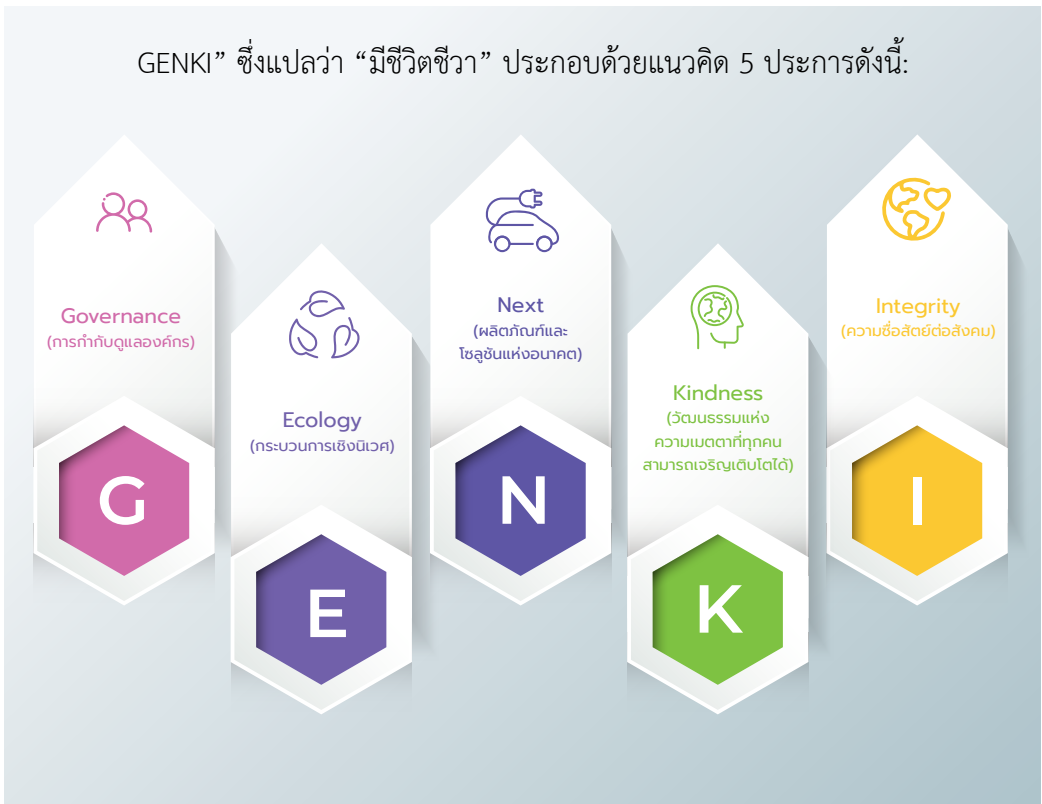 GENKI” ซึ่งแปลว่า “มีชีวิตชีวา” ประกอบด้วยแนวคิด 5 ประการดังนี้:
Governance
(การกำกับดูแลองค์กร)
G
Ecology
(กระบวนการเชิงนิเวศ)
E
Next
(ผลิตภัณฑ์และ
โซลูชันแห่งอนาคต)
N
Kindness
(วัฒนธรรมแห่ง
ความเมตตาที่ทุกคน
สามารถเจริญเติบโตได้)
K
Integrity
(ความซื่อสัตย์ต่อสังคม)
I